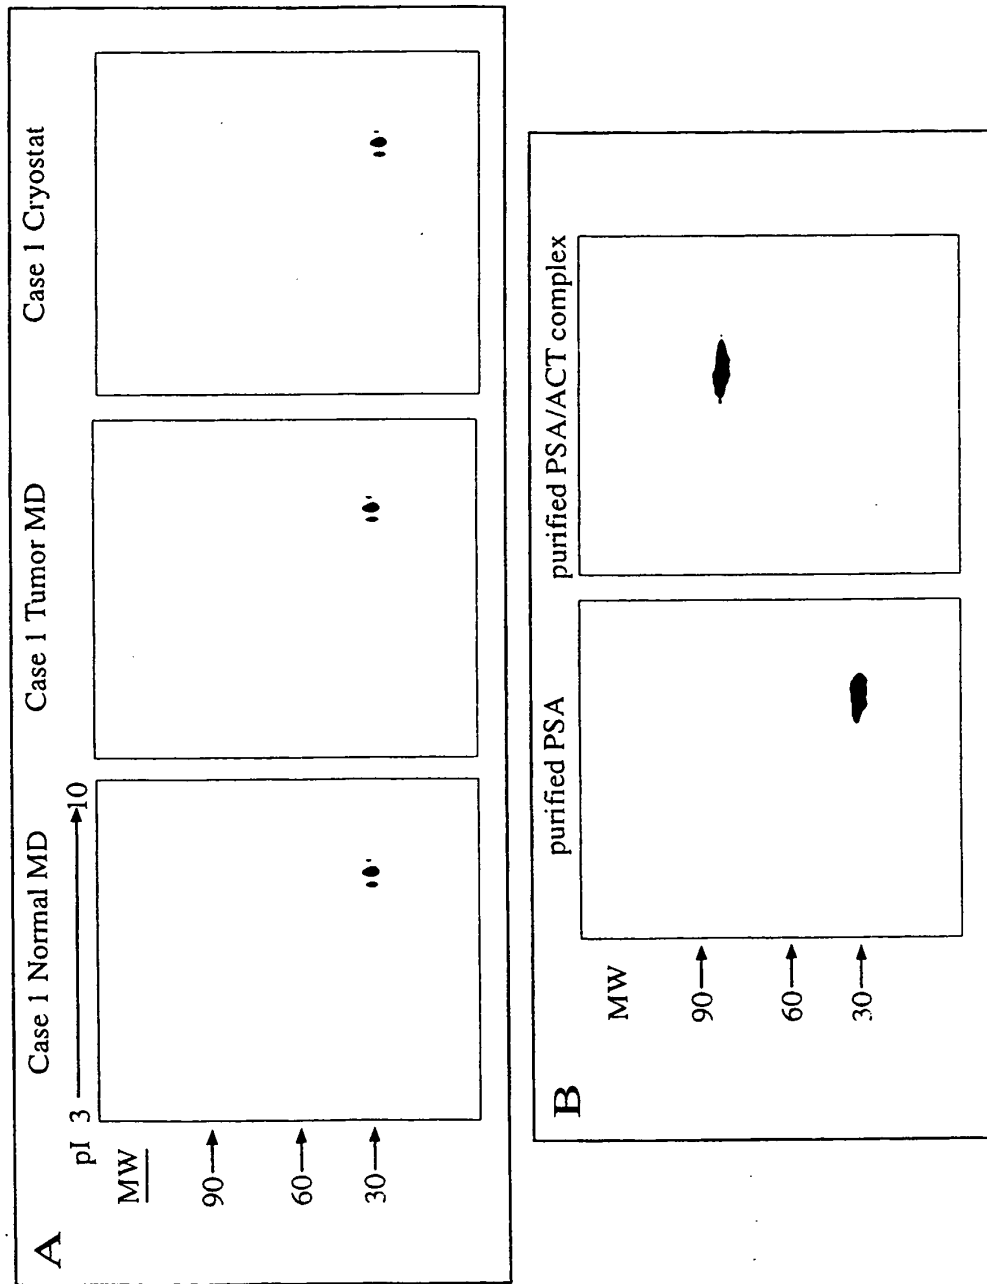 A
Case 1 Normal MD
Case 1 Tumor MD
Case 1 Cryostat
pI 3 10
MW
90
60
30
B
purified PSA
purified PSA/ACT complex
MW
90
60
30